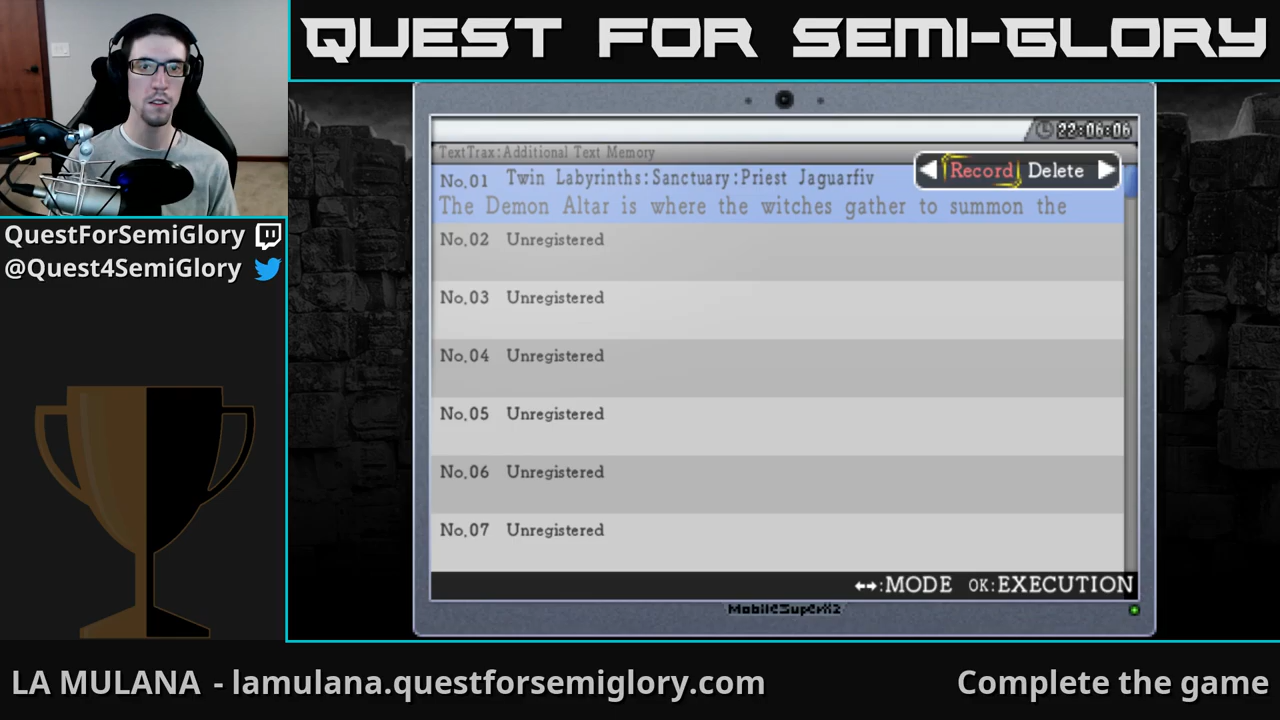 QUEST FOR SEMI-GLORY
22:06:06
TextTrax:Additional Text Memory
Record Delete
No.01 Twin Labyrinths:Sanctuary:Priest Jaguarfiv
The Demon Altar is where the witches gather to summon the
No.02 Unregistered
No.03 Unregistered
No.04 Unregistered
No.05 Unregistered
No.06 Unregistered
No.07 Unregistered
↔:MODE OK:EXECUTION
MobileSuperX2
QuestForSemiGlory
@Quest4SemiGlory
LA MULANA - lamulana.questforsemiglory.com
Complete the game